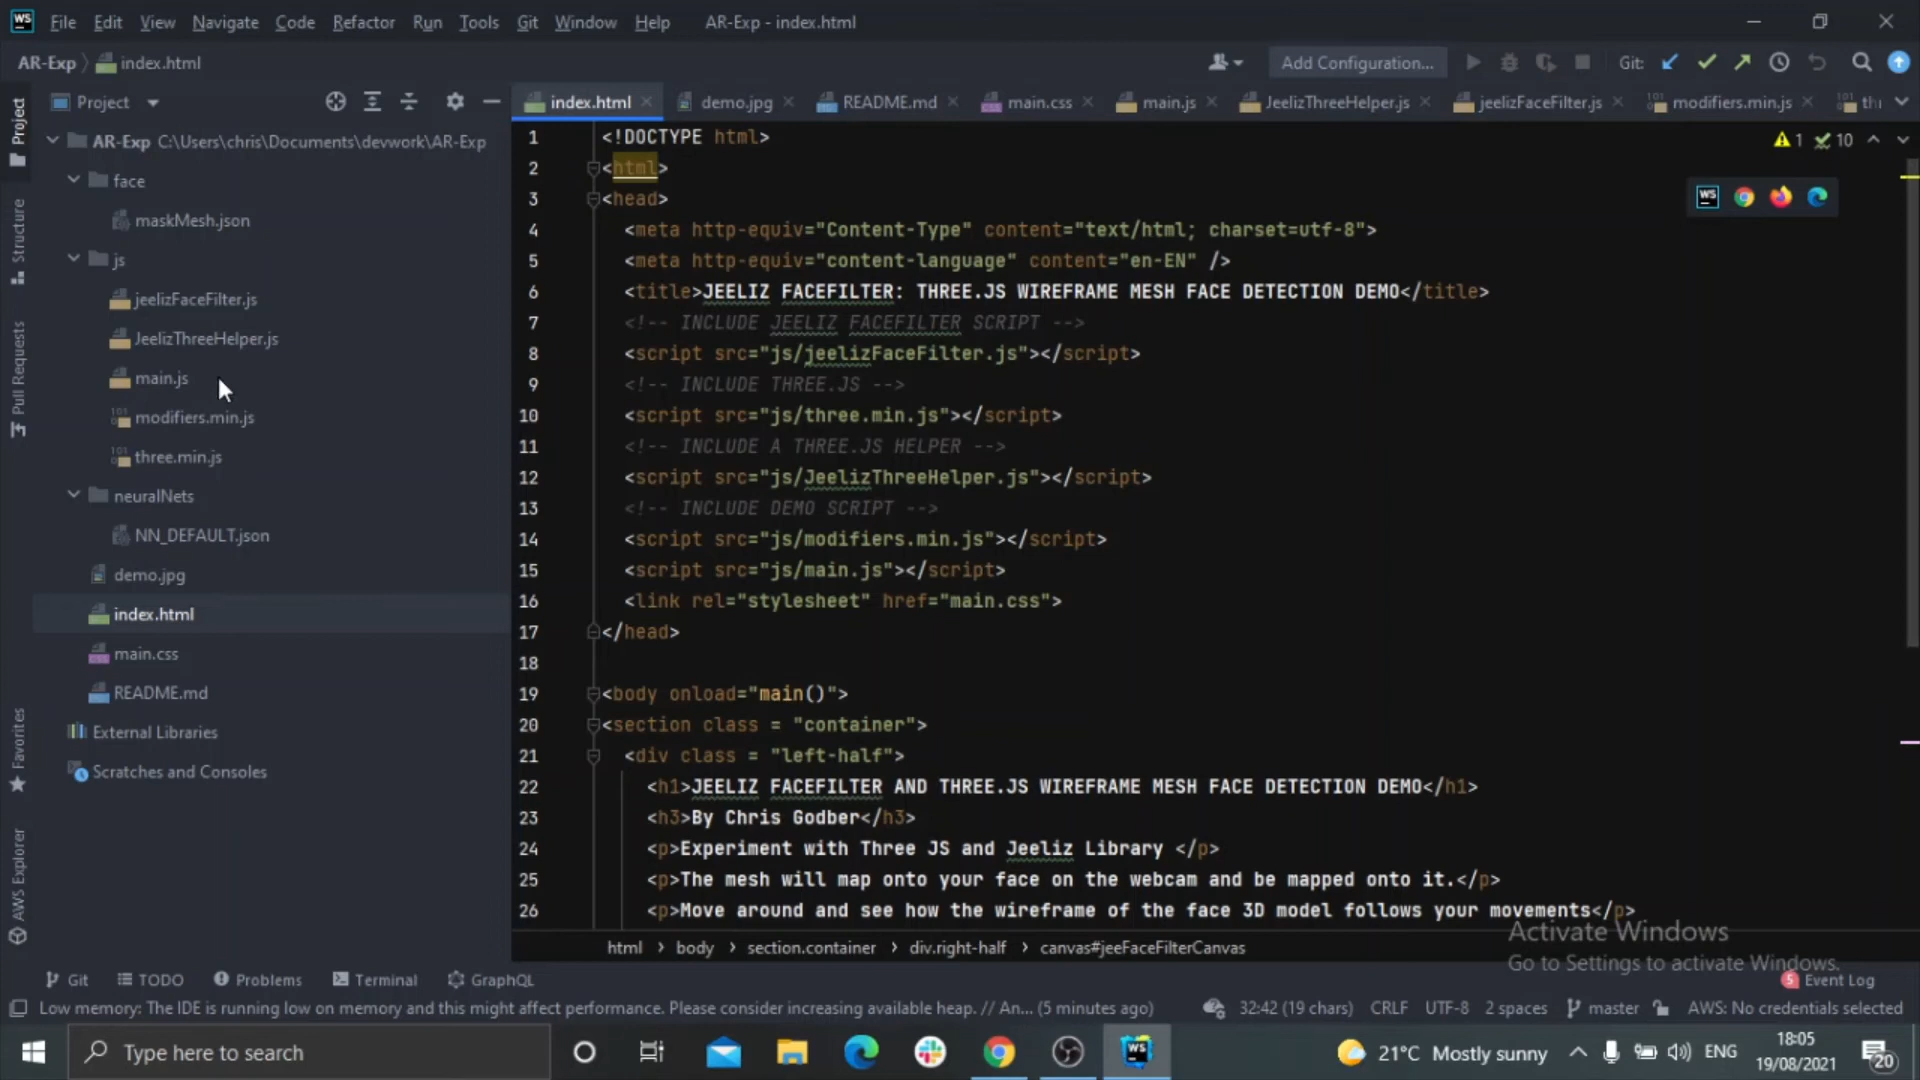 WS File Edit View Navigate Code Refactor Run Tools Git Window Help AR-Exp - index.html
AR-Exp index.html Add Configuration... Git:
Project index.html demo.jpg README.md main.css main.js JeelizThreeHelper.js jeelizFaceFilter.js modifiers.min.js
Project
Structure
Pull Requests
Favorites
AWS Explorer
AR-Exp C:\Users\chris\Documents\devwork\AR-Exp
face
maskMesh.json
js
jeelizFaceFilter.js
JeelizThreeHelper.js
main.js
modifiers.min.js
three.min.js
neuralNets
NN_DEFAULT.json
demo.jpg
index.html
main.css
README.md
External Libraries
Scratches and Consoles
1 10
WS
1 <!DOCTYPE html>
2 <html>
3 <head>
4 <meta http-equiv="Content-Type" content="text/html; charset=utf-8">
5 <meta http-equiv="content-language" content="en-EN" />
6 <title>JEELIZ FACEFILTER: THREE.JS WIREFRAME MESH FACE DETECTION DEMO</title>
7 <!-- INCLUDE JEELIZ FACEFILTER SCRIPT -->
8 <script src="js/jeelizFaceFilter.js"></script>
9 <!-- INCLUDE THREE.JS -->
10 <script src="js/three.min.js"></script>
11 <!-- INCLUDE A THREE.JS HELPER -->
12 <script src="js/JeelizThreeHelper.js"></script>
13 <!-- INCLUDE DEMO SCRIPT -->
14 <script src="js/modifiers.min.js"></script>
15 <script src="js/main.js"></script>
16 <link rel="stylesheet" href="main.css">
17 </head>
18
19 <body onload="main()">
20 <section class = "container">
21 <div class = "left-half">
22 <h1>JEELIZ FACEFILTER AND THREE.JS WIREFRAME MESH FACE DETECTION DEMO</h1>
23 <h3>By Chris Godber</h3>
24 <p>Experiment with Three JS and Jeeliz Library </p>
25 <p>The mesh will map onto your face on the webcam and be mapped onto it.</p>
26 <p>Move around and see how the wireframe of the face 3D model follows your movements</p>
Activate Windows
Go to Settings to activate Windows.
html body section.container div.right-half canvas#jeeFaceFilterCanvas
Git TODO Problems Terminal GraphQL 5 Event Log
Low memory: The IDE is running low on memory and this might affect performance. Please consider increasing available heap. // An... (5 minutes ago) 32:42 (19 chars) CRLF UTF-8 2 spaces master AWS: No credentials selected
Type here to search WS 21°C Mostly sunny ENG 18:05
19/08/2021 20